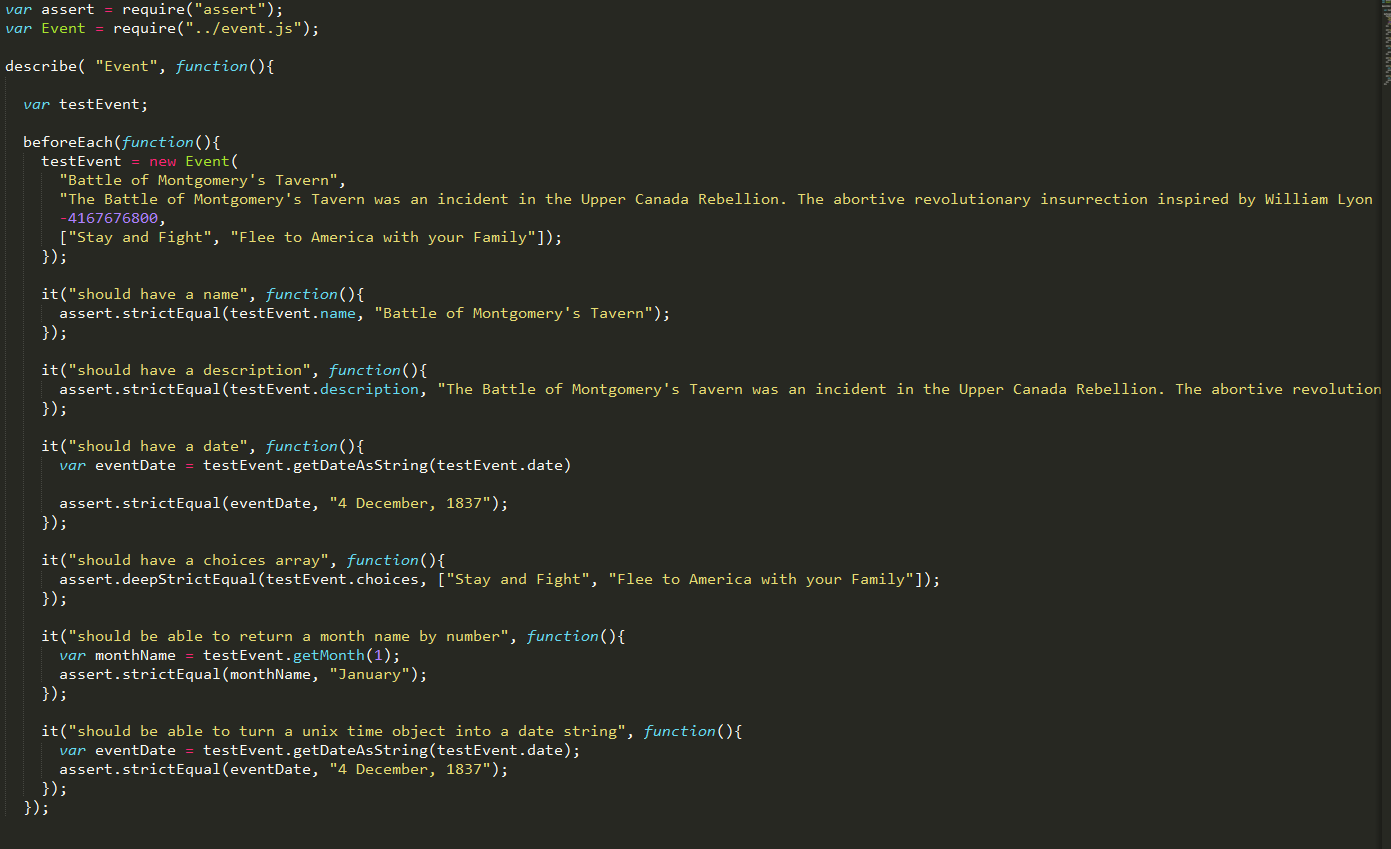 var assert = require("assert");
var Event = require("../event.js");
describe( "Event", function(){
var testEvent;
beforeEach(function(){
testEvent = new Event(
"Battle of Montgomery's Tavern",
"The Battle of Montgomery's Tavern was an incident in the Upper Canada Rebellion. The abortive revolutionary insurrection inspired by William Lyon
-4167676800,
["Stay and Fight", "Flee to America with your Family"]);
});
it("should have a name", function(){
assert.strictEqual(testEvent.name, "Battle of Montgomery's Tavern");
});
it("should have a description", function(){
assert.strictEqual(testEvent.description, "The Battle of Montgomery's Tavern was an incident in the Upper Canada Rebellion. The abortive revolution
});
it("should have a date", function(){
var eventDate = testEvent.getDateAsString(testEvent.date)
assert.strictEqual(eventDate, "4 December, 1837");
});
it("should have a choices array", function(){
assert.deepStrictEqual(testEvent.choices, ["Stay and Fight", "Flee to America with your Family"]);
});
it("should be able to return a month name by number", function(){
var monthName = testEvent.getMonth(1);
assert.strictEqual(monthName, "January");
});
it("should be able to turn a unix time object into a date string", function(){
var eventDate = testEvent.getDateAsString(testEvent.date);
assert.strictEqual(eventDate, "4 December, 1837");
});
});